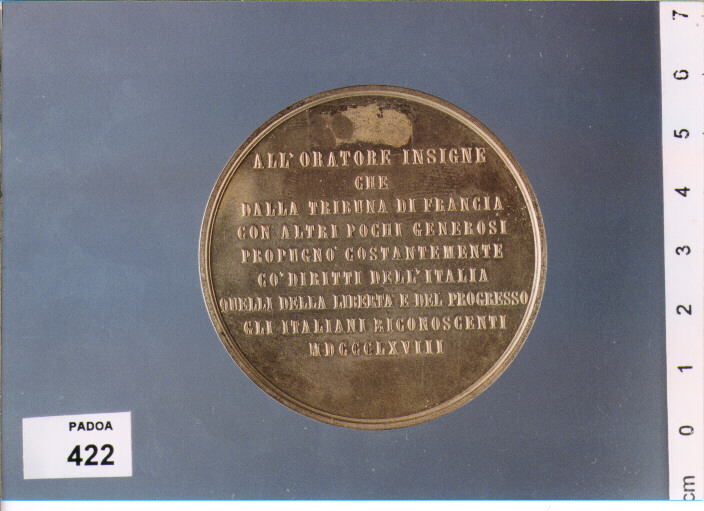 ALL' ORATORE INSIGNE
CHE
DALLA TRIBUNA DI FRANCIA
CON ALTRI POCHI GENEROSI
PROPUGNO' COSTANTEMENTE
CO' DIRITTI DELL' ITALIA
QUELLI DELLA LIBERTA E DEL PROGRESSO
GLI ITALIANI RICONOSCENTI
MDCCCLXVIII
PADOA
422
7
6
5
4
3
2
1
0
cm